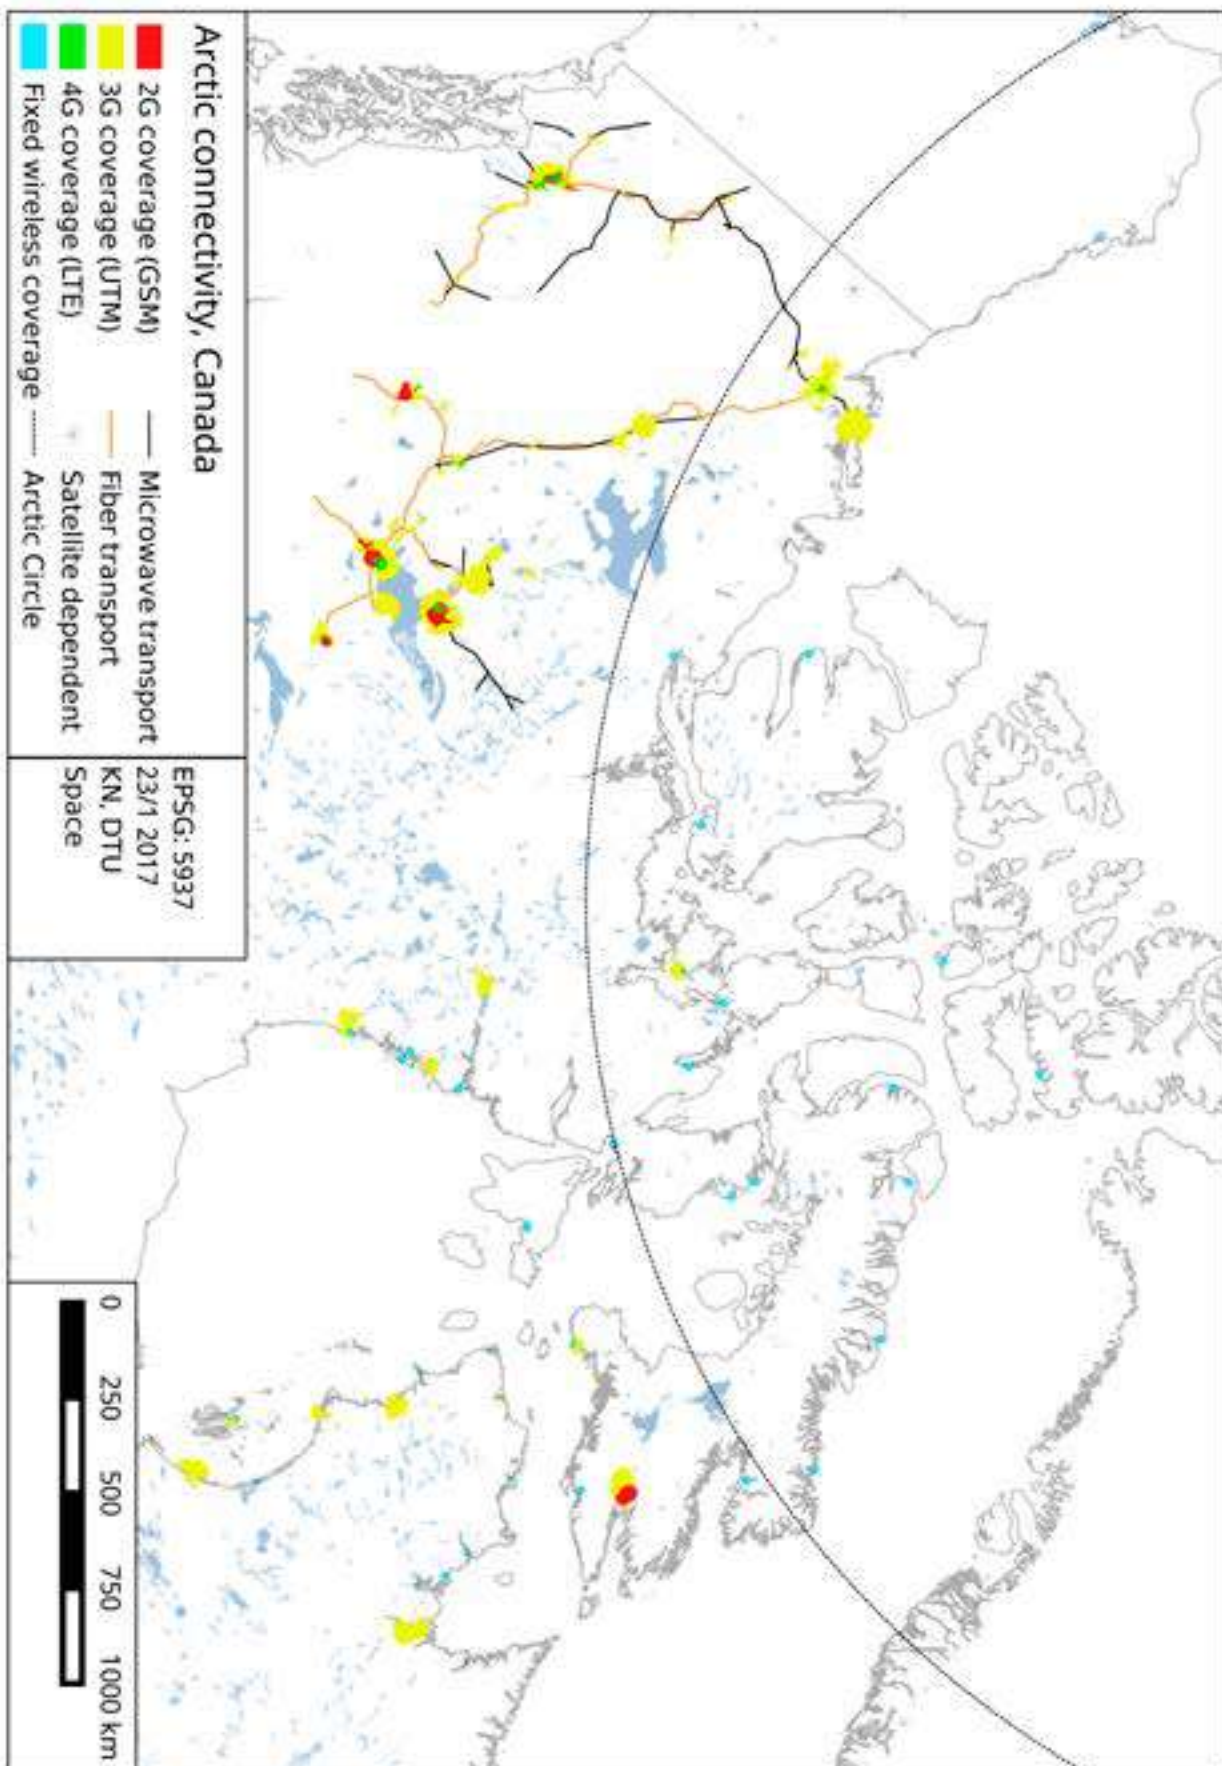 Arctic connectivity, Canada
2G coverage (GSM)
3G coverage (UTM)
4G coverage (LTE)
Fixed wireless coverage
Microwave transport
Fiber transport
Satellite dependent
Arctic Circle
EPSG: 5937
23/1 2017
KN, DTU
Space
0 250 500 750 1000 km